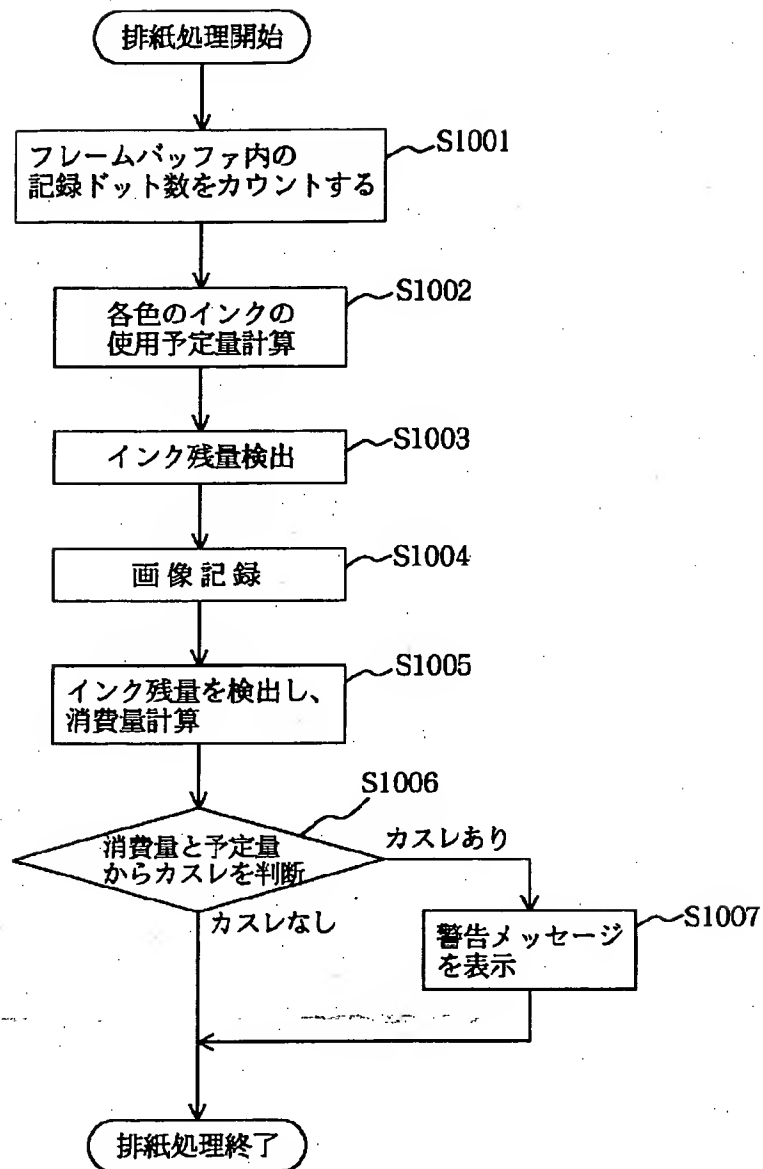 排紙処理開始
S1001
フレームバッファ内の
記録ドット数をカウントする
S1002
各色のインクの
使用予定量計算
S1003
インク残量検出
S1004
画像記録
S1005
インク残量を検出し、
消費量計算
S1006
消費量と予定量
からカスレを判断
カスレあり
カスレなし
S1007
警告メッセージ
を表示
排紙処理終了